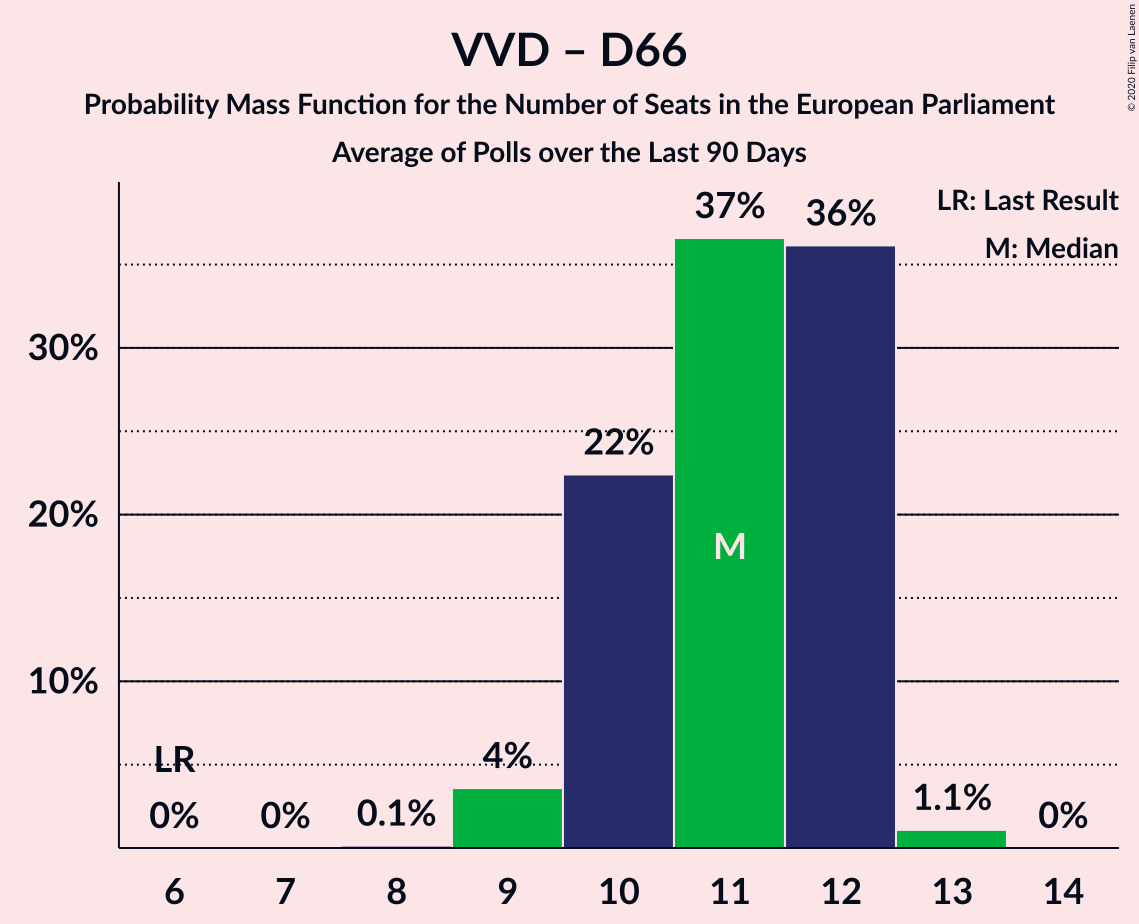 VVD – D66
Probability Mass Function for the Number of Seats in the European Parliament
Average of Polls over the Last 90 Days
© 2020 Filip van Laenen
LR: Last Result
M: Median
37%
36%
30%
22%
20%
M
10%
LR
4%
0%
0%
0.1%
1.1%
0%
6 7 8 9 10 11 12 13 14